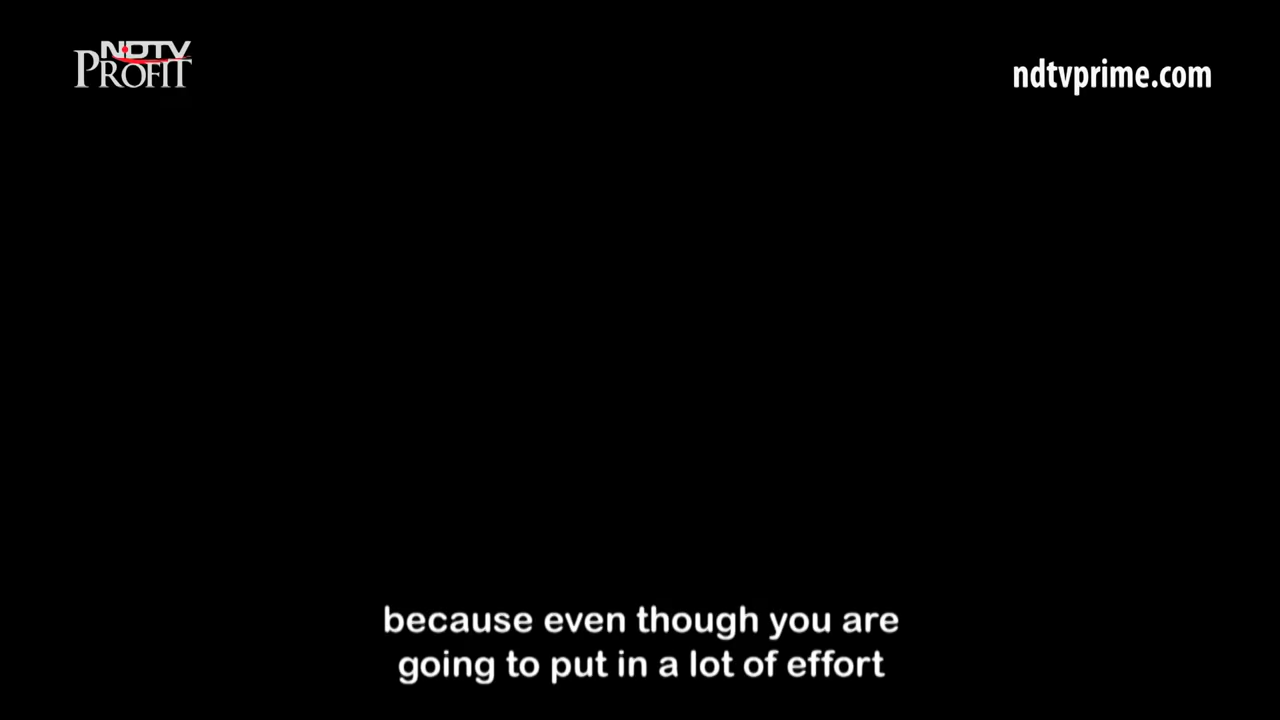 NDTV
PROFIT
ndtvprime.com
because even though you are
going to put in a lot of effort